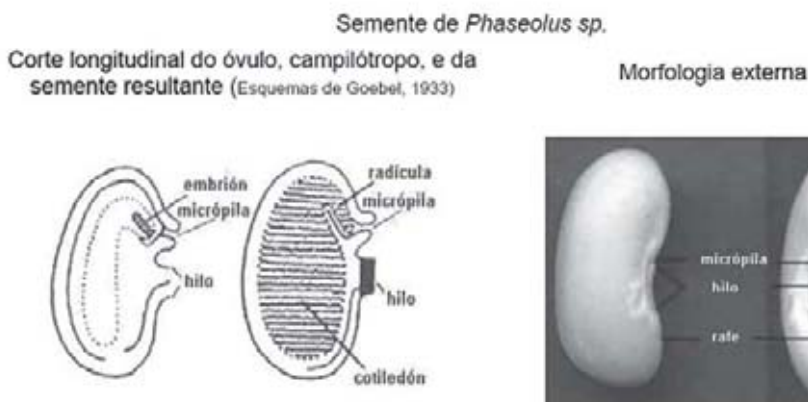 Semente de Phaseolus sp.
Corte longitudinal do óvulo, campilótropo, e da
semente resultante (Esquemas de Goebel, 1933)
Morfologia externa
embrión
micrópila
hilo
radícula
micrópila
hilo
cotiledón
micrópila
hilo
rafe